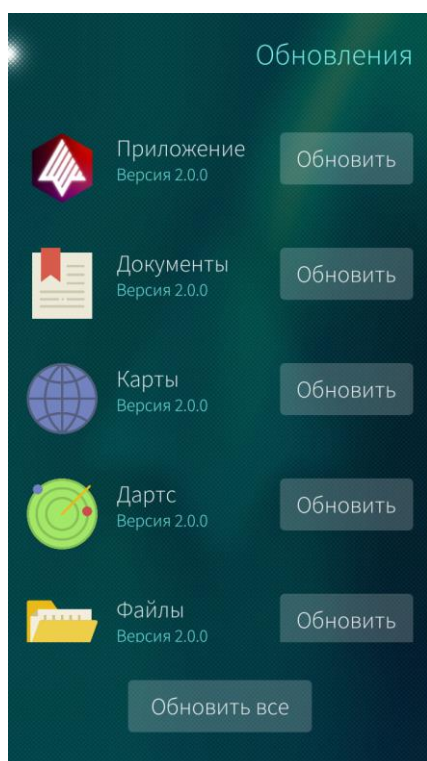 Обновления
Приложение
Версия 2.0.0
Обновить
Документы
Версия 2.0.0
Обновить
Карты
Версия 2.0.0
Обновить
Дартс
Версия 2.0.0
Обновить
Файлы
Версия 2.0.0
Обновить
Обновить все